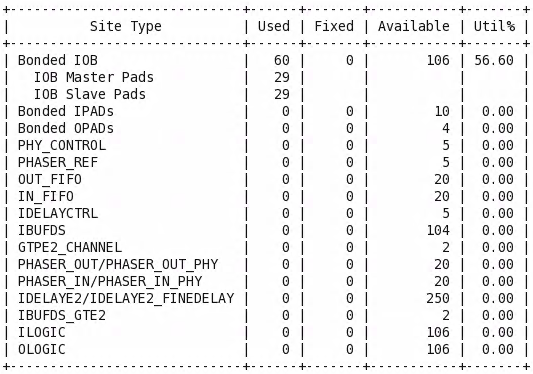 +-----------------------------+------+-------+-----------+-------+
|          Site Type          | Used | Fixed | Available | Util% |
+-----------------------------+------+-------+-----------+-------+
| Bonded IOB                  |   60 |     0 |       106 | 56.60 |
|   IOB Master Pads           |   29 |       |           |       |
|   IOB Slave Pads            |   29 |       |           |       |
| Bonded IPADs                |    0 |     0 |        10 |  0.00 |
| Bonded OPADs                |    0 |     0 |         4 |  0.00 |
| PHY_CONTROL                 |    0 |     0 |         5 |  0.00 |
| PHASER_REF                  |    0 |     0 |         5 |  0.00 |
| OUT_FIFO                    |    0 |     0 |        20 |  0.00 |
| IN_FIFO                     |    0 |     0 |        20 |  0.00 |
| IDELAYCTRL                  |    0 |     0 |         5 |  0.00 |
| IBUFDS                      |    0 |     0 |       104 |  0.00 |
| GTPE2_CHANNEL               |    0 |     0 |         2 |  0.00 |
| PHASER_OUT/PHASER_OUT_PHY   |    0 |     0 |        20 |  0.00 |
| PHASER_IN/PHASER_IN_PHY     |    0 |     0 |        20 |  0.00 |
| IDELAYE2/IDELAYE2_FINEDELAY |    0 |     0 |       250 |  0.00 |
| IBUFDS_GTE2                 |    0 |     0 |         2 |  0.00 |
| ILOGIC                      |    0 |     0 |       106 |  0.00 |
| OLOGIC                      |    0 |     0 |       106 |  0.00 |
+-----------------------------+------+-------+-----------+-------+